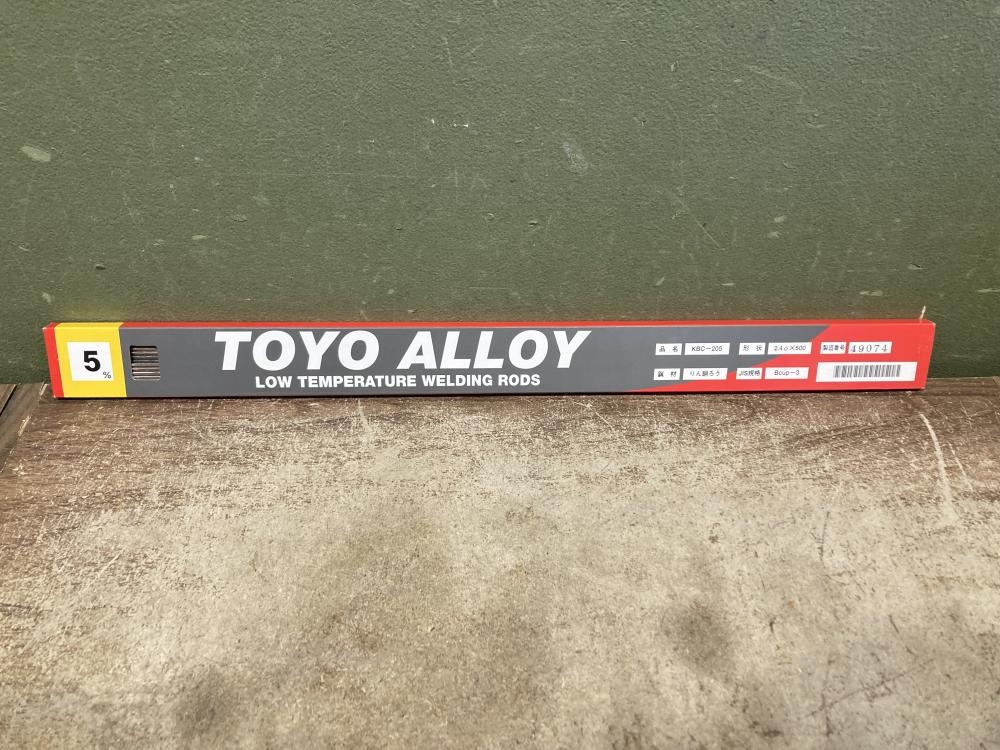 5%
TOYO ALLOY
LOW TEMPERATURE WELDING RODS
品名 KBC-205 形状 2.4φ×500 製造番号 49074
鑞材 りん銅ろう JIS規格 Bcup-3